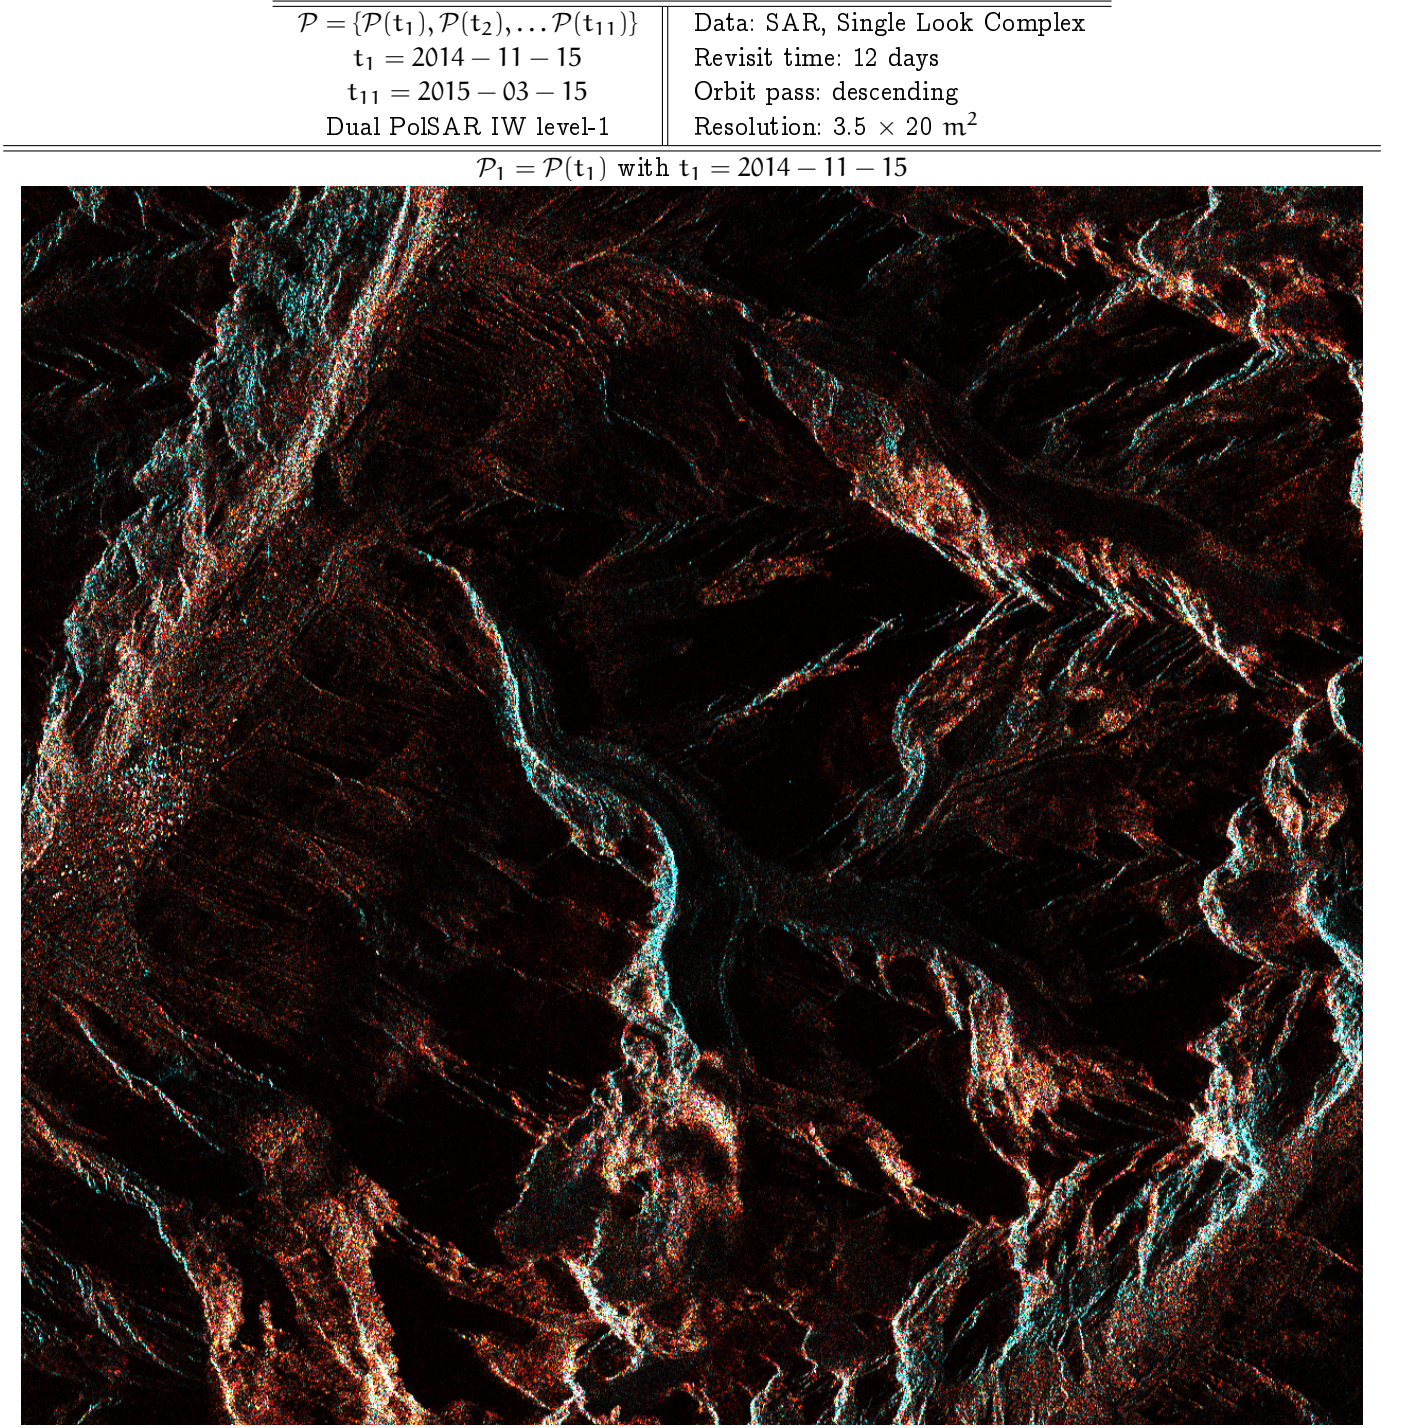 𝒫 = {𝒫(t₁), 𝒫(t₂), … 𝒫(t₁₁)}
t₁ = 2014 − 11 − 15
t₁₁ = 2015 − 03 − 15
Dual PolSAR IW level-1
Data: SAR, Single Look Complex
Revisit time: 12 days
Orbit pass: descending
Resolution: 3.5 × 20 m²
𝒫₁ = 𝒫(t₁) with t₁ = 2014 − 11 − 15